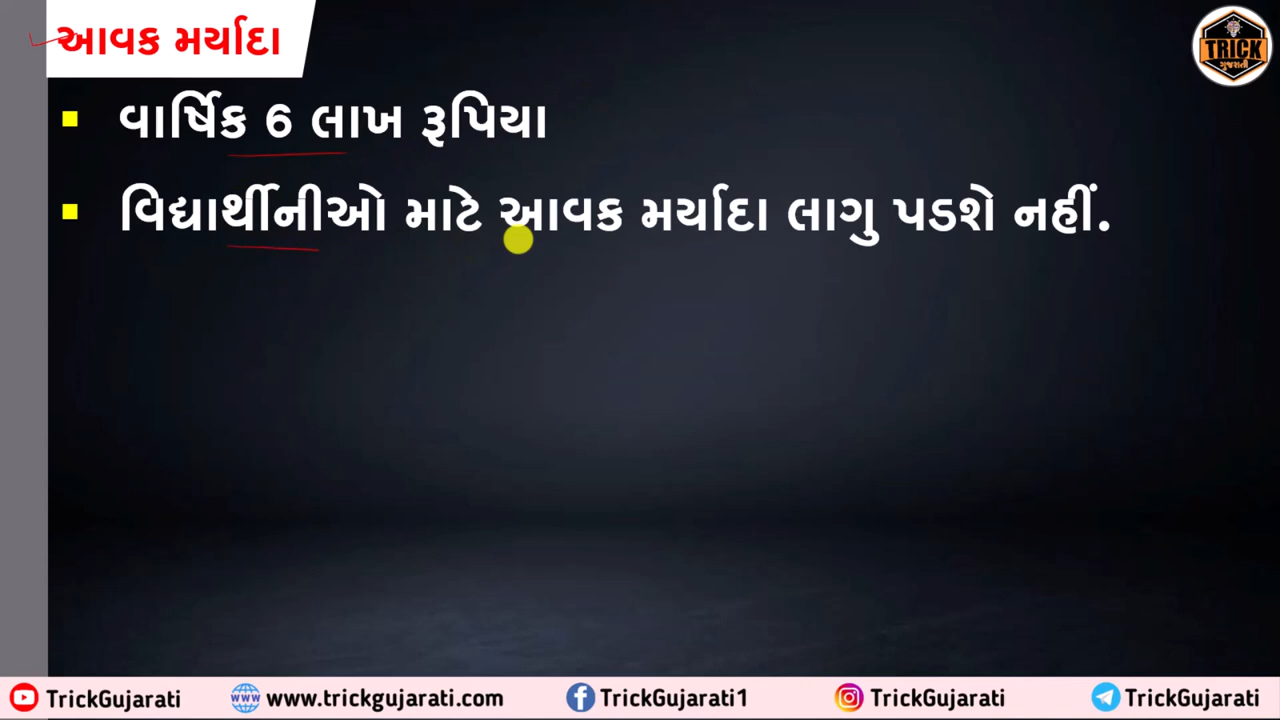 આવક મર્યાદા
TRICK
ગુજરાતી
▪ વાર્ષિક 6 લાખ રૂપિયા
▪ વિદ્યાર્થીનીઓ માટે આવક મર્યાદા લાગુ પડશે નહીં.
TrickGujarati www.trickgujarati.com TrickGujarati1 TrickGujarati TrickGujarati